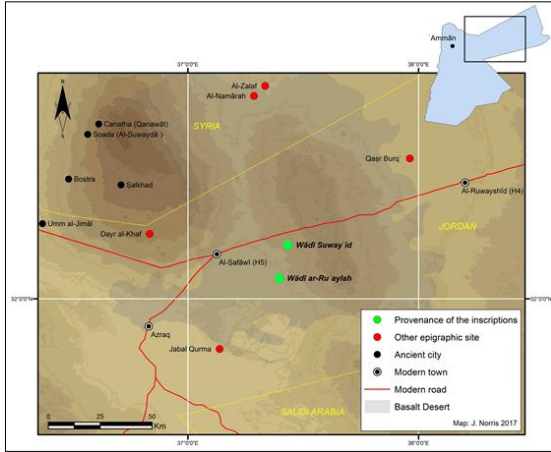 ʿAmmān
37°0'0"E
38°0'0"E
N
Al-Zalaf
Al-Namārah
Canatha (Qanawāt)
SYRIA
Soada (Al-Suwaydāʾ)
Qaṣr Burqʿ
Bostra
Ṣalkhad
Al-Ruwayshid (H4)
Umm al-Jimāl
JORDAN
Dayr al-Khaf
Wādī Suwayʿid
Al-Ṣafāwī (H5)
Wādī ar-Ruʿaylah
32°0'0"N
32°0'0"N
Azraq
Jabal Qurma
SAUDI ARABIA
0 25 50
Km
37°0'0"E
38°0'0"E
Provenance of the inscriptions
Other epigraphic site
Ancient city
Modern town
Modern road
Basalt Desert
Map: J. Norris 2017